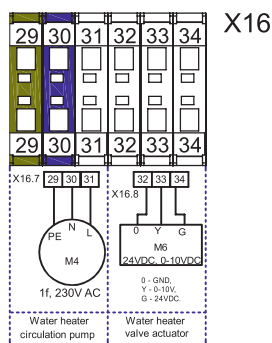 X16
29 30 31 32 33 34
29 30 31 32 33 34
X16.7 29 30 31
32 33 34
X16.8
PE N L
M4
0 Y G
M6
24VDC, 0-10VDC
1f, 230V AC
0 - GND,
Y - 0-10V,
G - 24VDC.
Water heater
circulation pump
Water heater
valve actuator